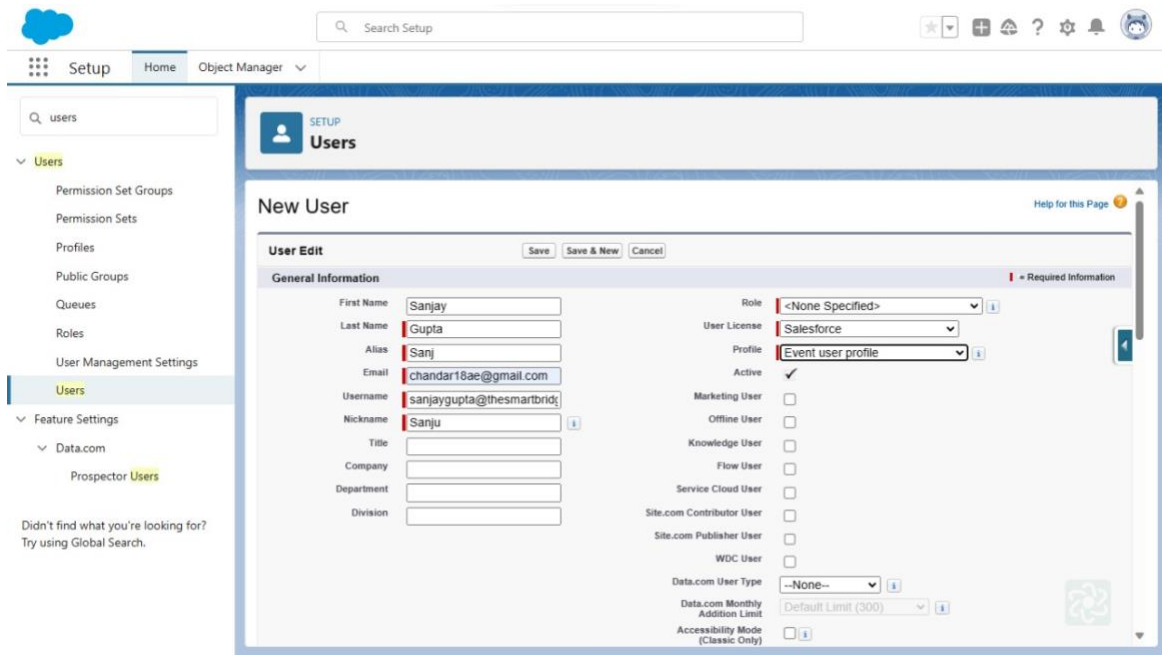 Search Setup
Setup
Home
Object Manager
users
Users
Permission Set Groups
Permission Sets
Profiles
Public Groups
Queues
Roles
User Management Settings
Users
Feature Settings
Data.com
Prospector Users
Didn't find what you're looking for?
Try using Global Search.
SETUP
Users
New User
Help for this Page
User Edit
Save
Save & New
Cancel
General Information
= Required Information
First Name Sanjay
Last Name Gupta
Alias Sanj
Email chandar18ae@gmail.com
Username sanjaygupta@thesmartbridg
Nickname Sanju
Title
Company
Department
Division
Role <None Specified>
User License Salesforce
Profile Event user profile
Active
Marketing User
Offline User
Knowledge User
Flow User
Service Cloud User
Site.com Contributor User
Site.com Publisher User
WDC User
Data.com User Type --None--
Data.com Monthly
Addition Limit Default Limit (300)
Accessibility Mode
(Classic Only)